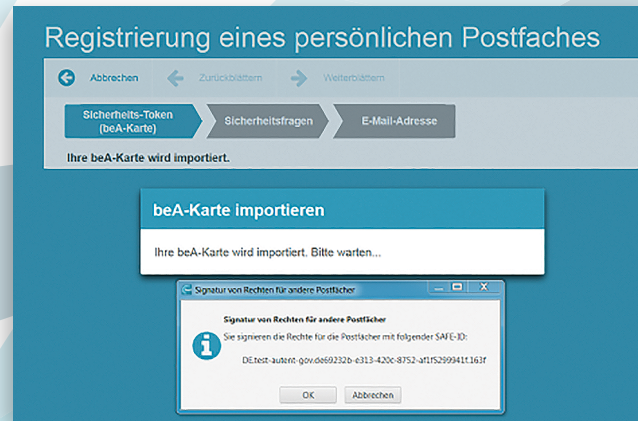 Registrierung eines persönlichen Postfaches
Abbrechen Zurückblättern Weiterblättern
Sicherheits-Token
(beA-Karte)
Sicherheitsfragen
E-Mail-Adresse
Ihre beA-Karte wird importiert.
beA-Karte importieren
Ihre beA-Karte wird importiert. Bitte warten...
Signatur von Rechten für andere Postfächer
Signatur von Rechten für andere Postfächer
Sie signieren die Rechte für die Postfächer mit folgender SAFE-ID:
DE.test-autent-gov.de69232b-e313-420c-8752-af1f5299941f.163f
OK Abbrechen